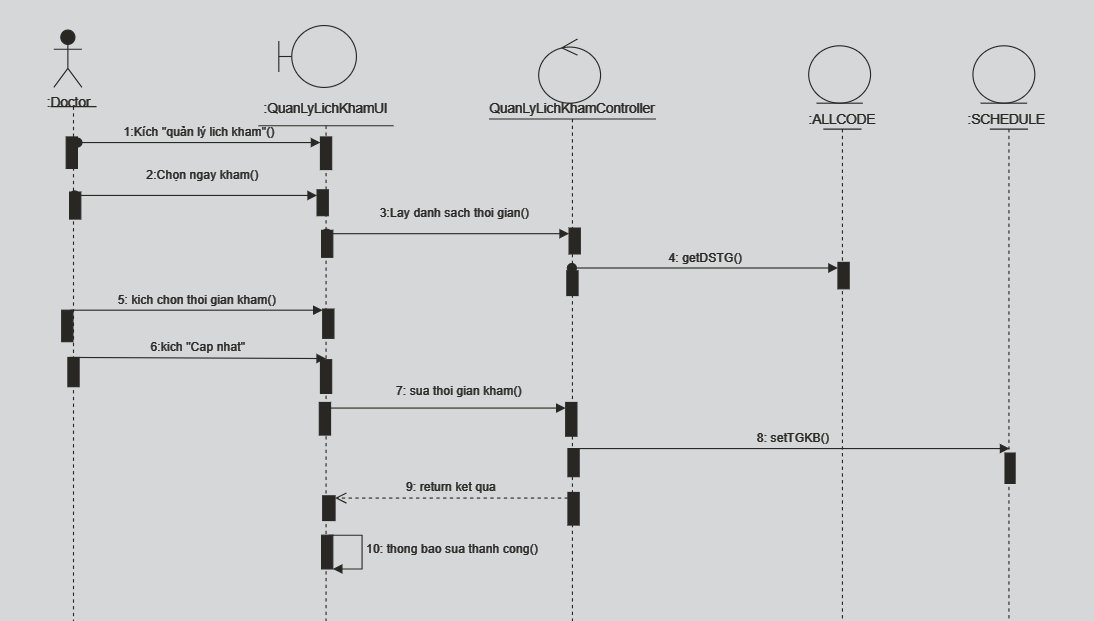 :Doctor
:QuanLyLichKhamUI
QuanLyLichKhamController
:ALLCODE
:SCHEDULE
1:Kích "quản lý lich kham"()
2:Chọn ngay kham()
3:Lay danh sach thoi gian()
4: getDSTG()
5: kich chon thoi gian kham()
6:kich "Cap nhat"
7: sua thoi gian kham()
8: setTGKB()
9: return ket qua
10: thong bao sua thanh cong()